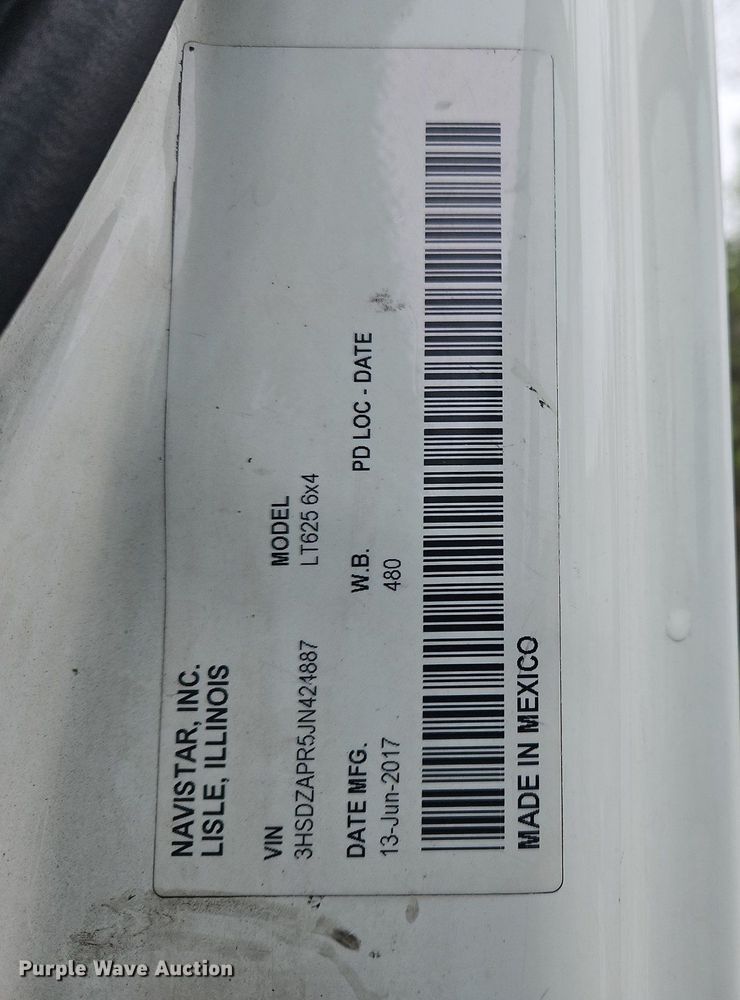 NAVISTAR, INC.
LISLE, ILLINOIS
VIN MODEL
3HSDZAPR5JN424887 LT625 6x4
DATE MFG. W.B. PD LOC - DATE
13-Jun-2017 480
MADE IN MEXICO
Purple Wave Auction